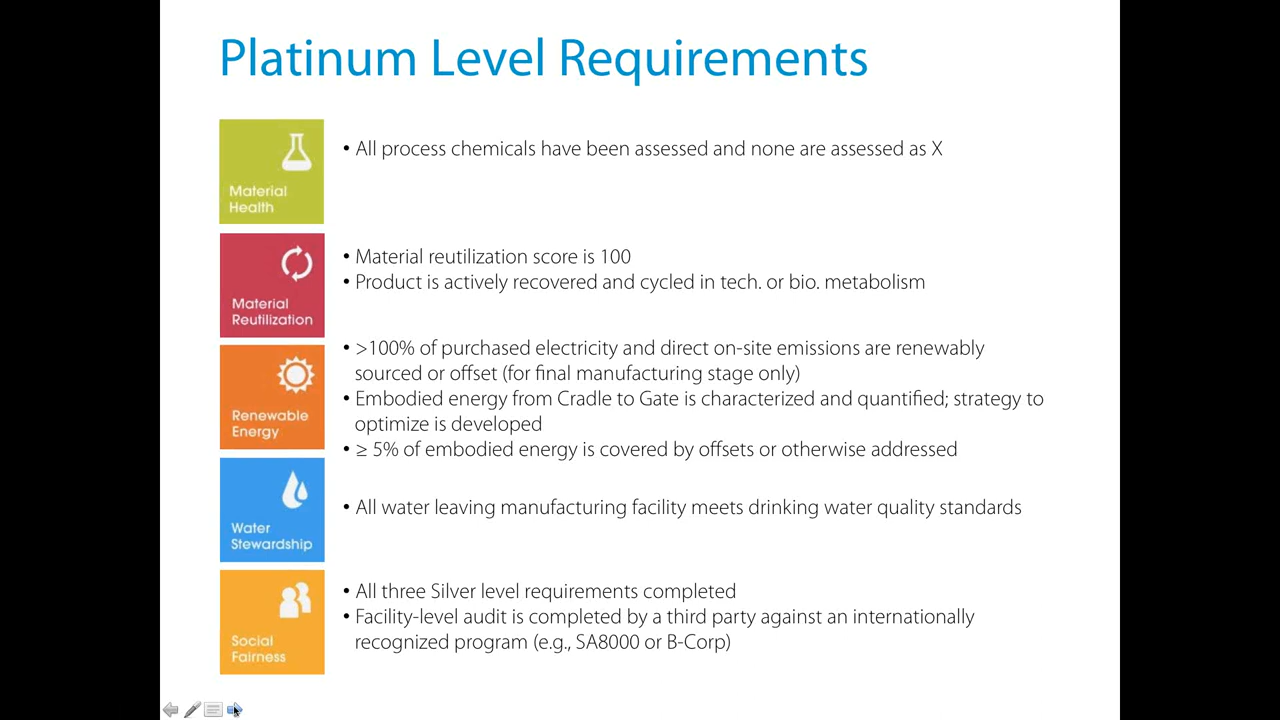 Platinum Level Requirements
Material
Health
• All process chemicals have been assessed and none are assessed as X
Material
Reutilization
• Material reutilization score is 100
• Product is actively recovered and cycled in tech. or bio. metabolism
Renewable
Energy
• >100% of purchased electricity and direct on-site emissions are renewably
sourced or offset (for final manufacturing stage only)
• Embodied energy from Cradle to Gate is characterized and quantified; strategy to
optimize is developed
• ≥ 5% of embodied energy is covered by offsets or otherwise addressed
Water
Stewardship
• All water leaving manufacturing facility meets drinking water quality standards
Social
Fairness
• All three Silver level requirements completed
• Facility-level audit is completed by a third party against an internationally
recognized program (e.g., SA8000 or B-Corp)